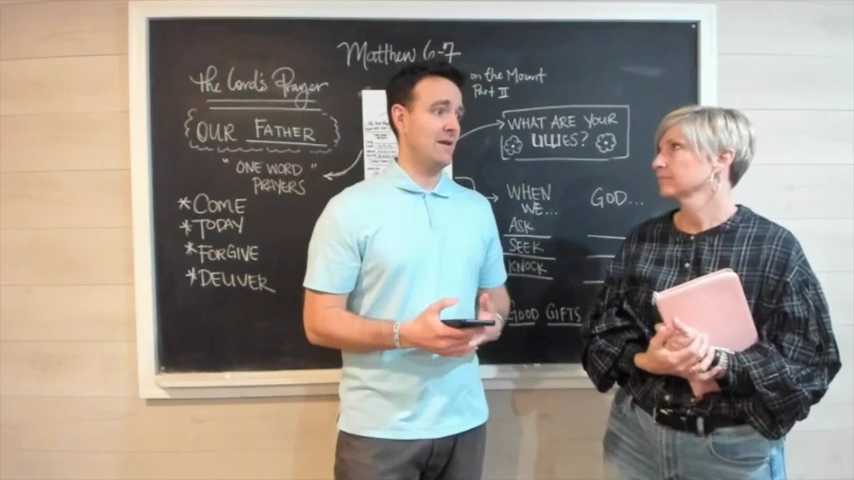 Matthew 6-7
on the Mount
Part II
the Lord's Prayer
OUR FATHER
"ONE WORD"
PRAYERS
*COME
*TODAY
*FORGIVE
*DELIVER
WHAT ARE YOUR
WHEN
WE...
GOD...
ASK
SEEK
KNOCK
GOOD GIFTS